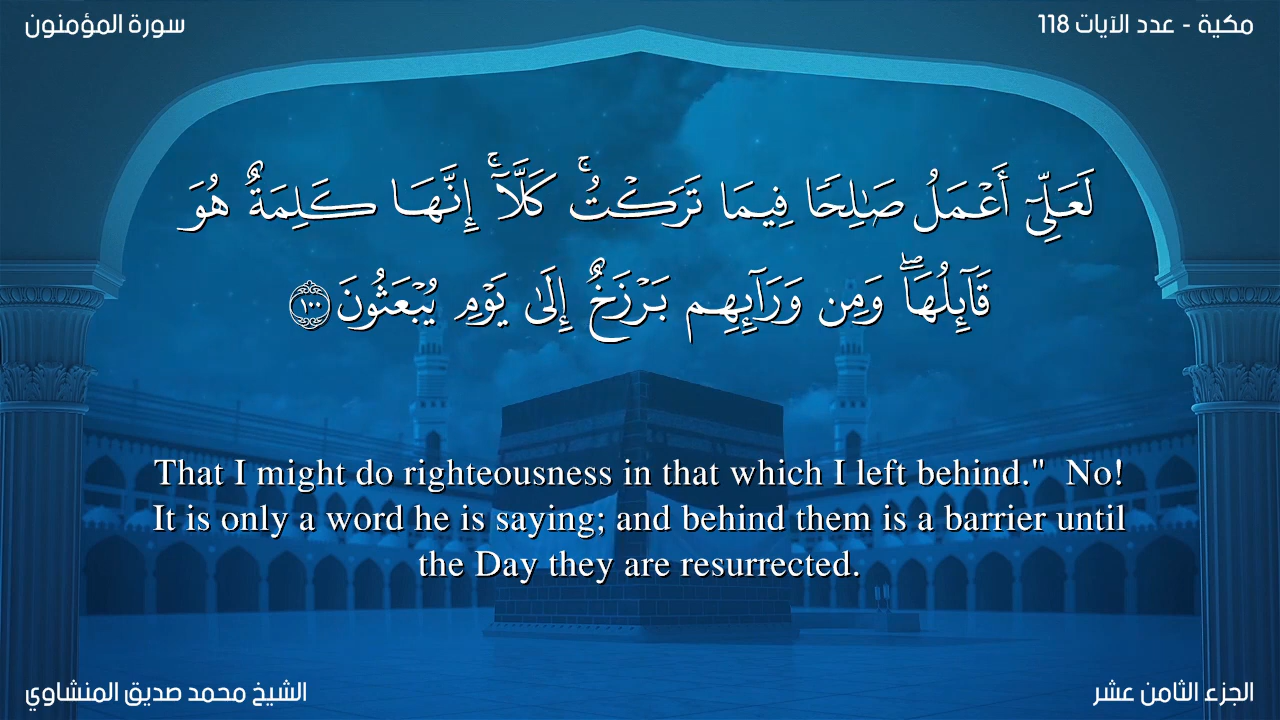 سورة المؤمنون
مكية - عدد الآيات 118
لَعَلِّىٓ أَعْمَلُ صَـٰلِحًا فِيمَا تَرَكْتُ ۚ كَلَّآ ۚ إِنَّهَا كَلِمَةٌ هُوَ
قَآئِلُهَا ۖ وَمِن وَرَآئِهِم بَرْزَخٌ إِلَىٰ يَوْمِ يُبْعَثُونَ ١٠٠
That I might do righteousness in that which I left behind." No!
It is only a word he is saying; and behind them is a barrier until
the Day they are resurrected.
الشيخ محمد صديق المنشاوي
الجزء الثامن عشر